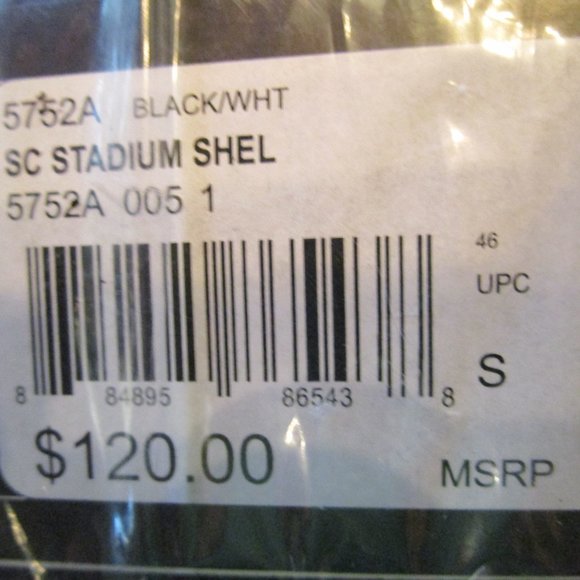 5752A BLACK/WHT
SC STADIUM SHEL
5752A 005 1
46
UPC
S
8 84895 86543 8
$120.00 MSRP